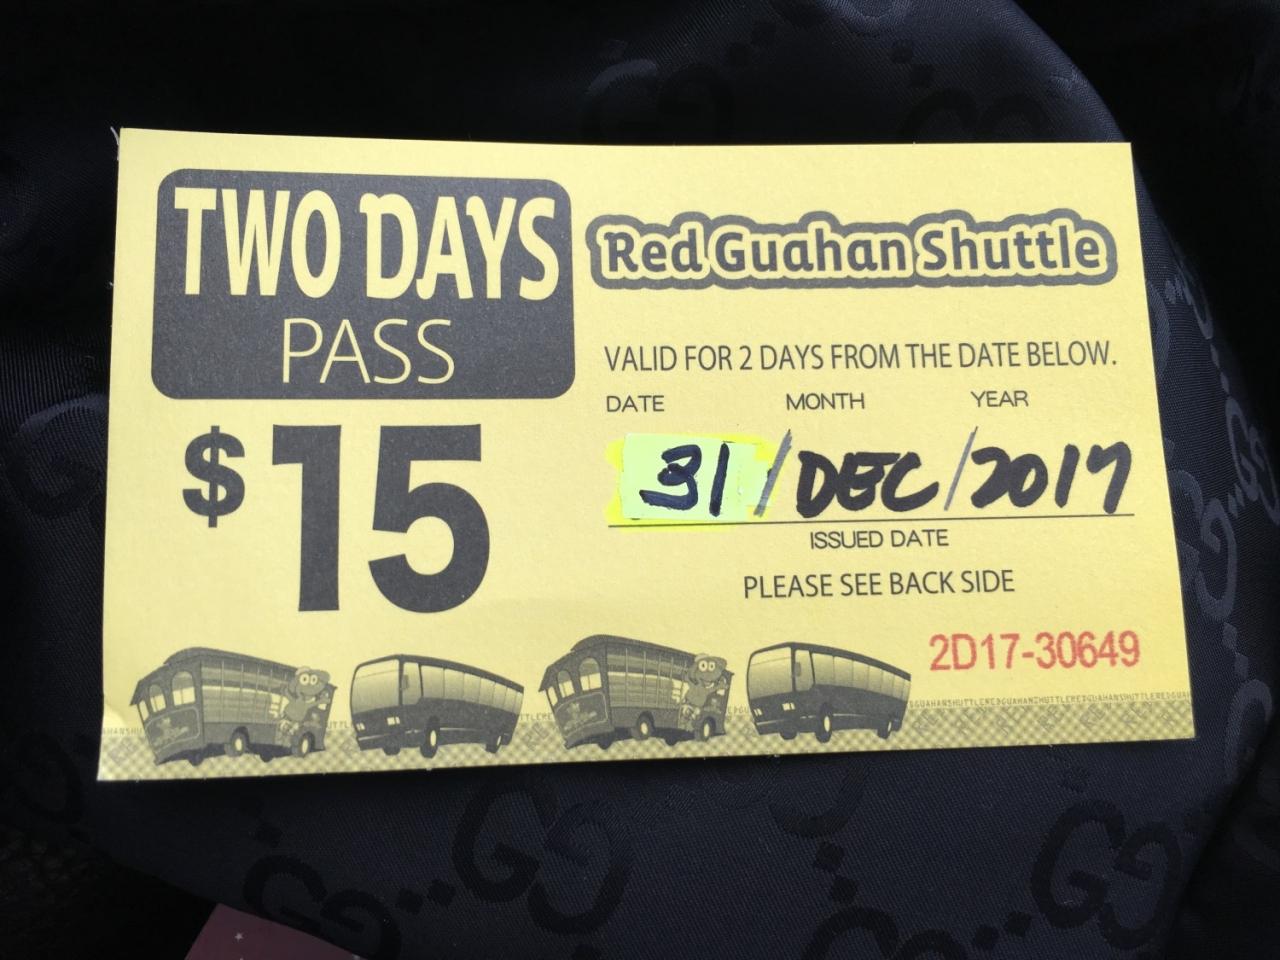 TWO DAYS
PASS
$15
Red Guahan Shuttle
VALID FOR 2 DAYS FROM THE DATE BELOW.
DATE MONTH YEAR
31/DEC/2017
ISSUED DATE
PLEASE SEE BACK SIDE
2D17-30649